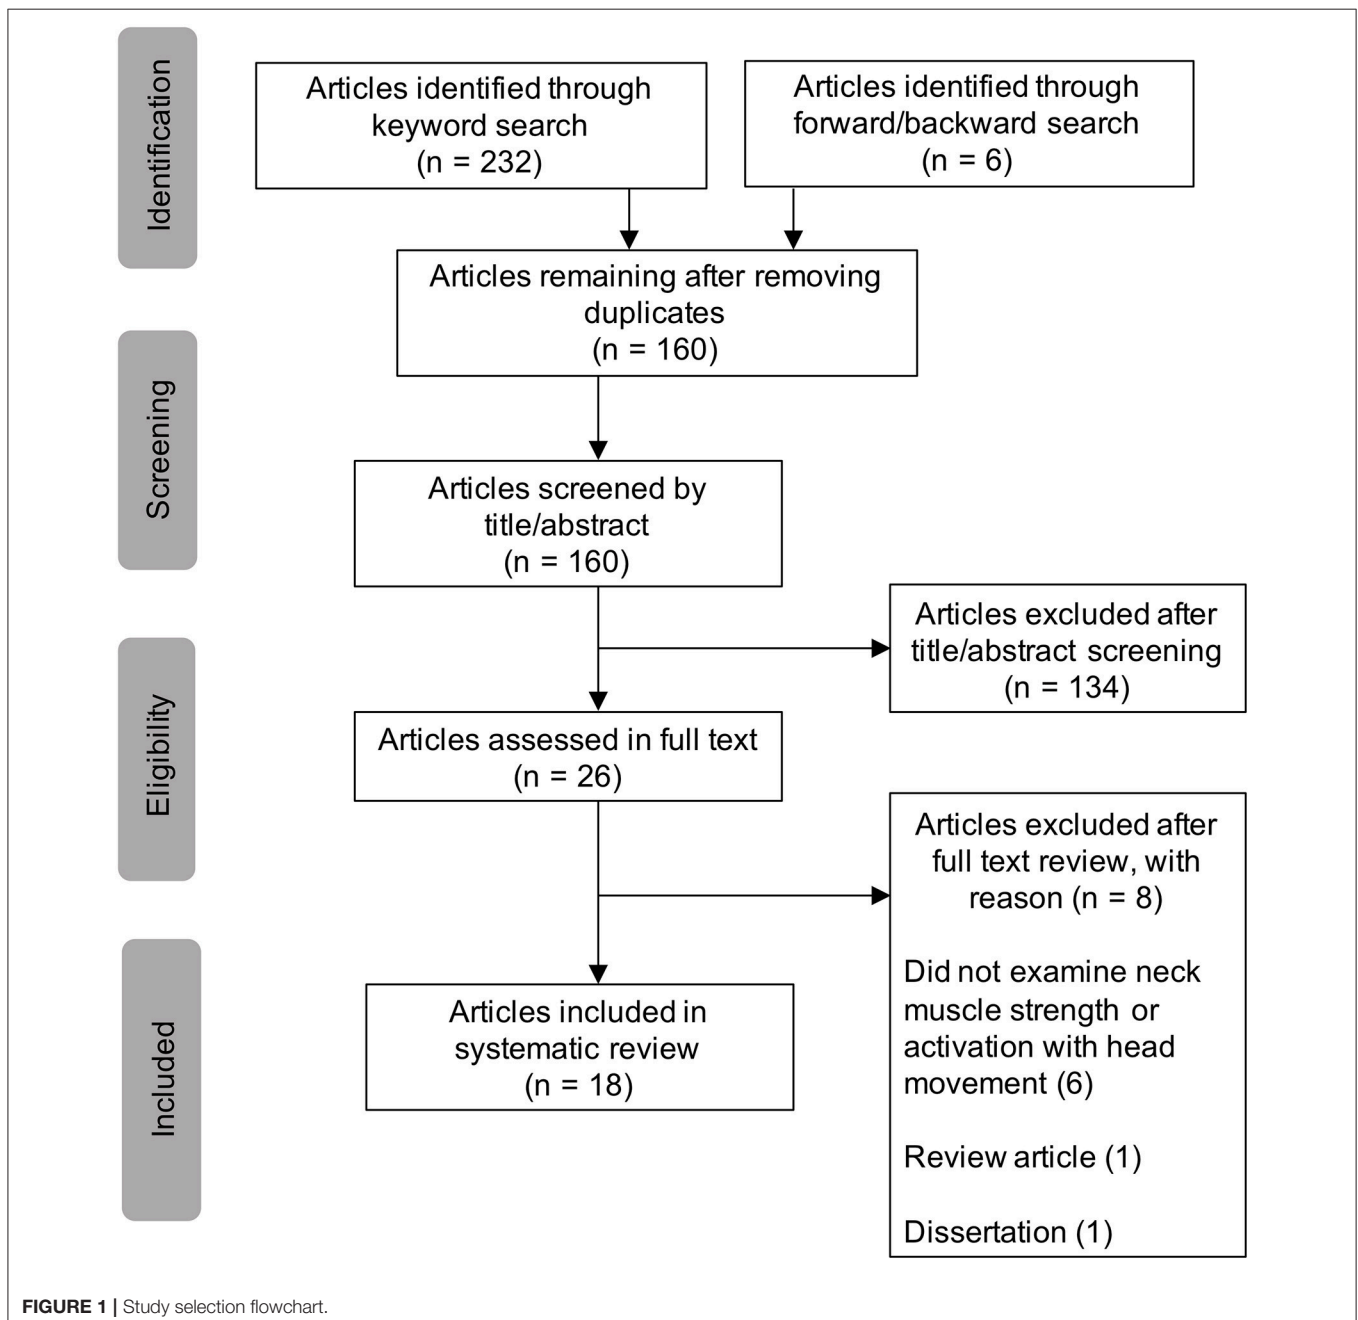 Identification
Articles identified through
keyword search
(n = 232)
Articles identified through
forward/backward search
(n = 6)
Articles remaining after removing
duplicates
(n = 160)
Screening
Articles screened by
title/abstract
(n = 160)
Articles excluded after
title/abstract screening
(n = 134)
Eligibility
Articles assessed in full text
(n = 26)
Articles excluded after
full text review, with
reason (n = 8)
Did not examine neck
muscle strength or
activation with head
movement (6)
Review article (1)
Dissertation (1)
Included
Articles included in
systematic review
(n = 18)
FIGURE 1 | Study selection flowchart.